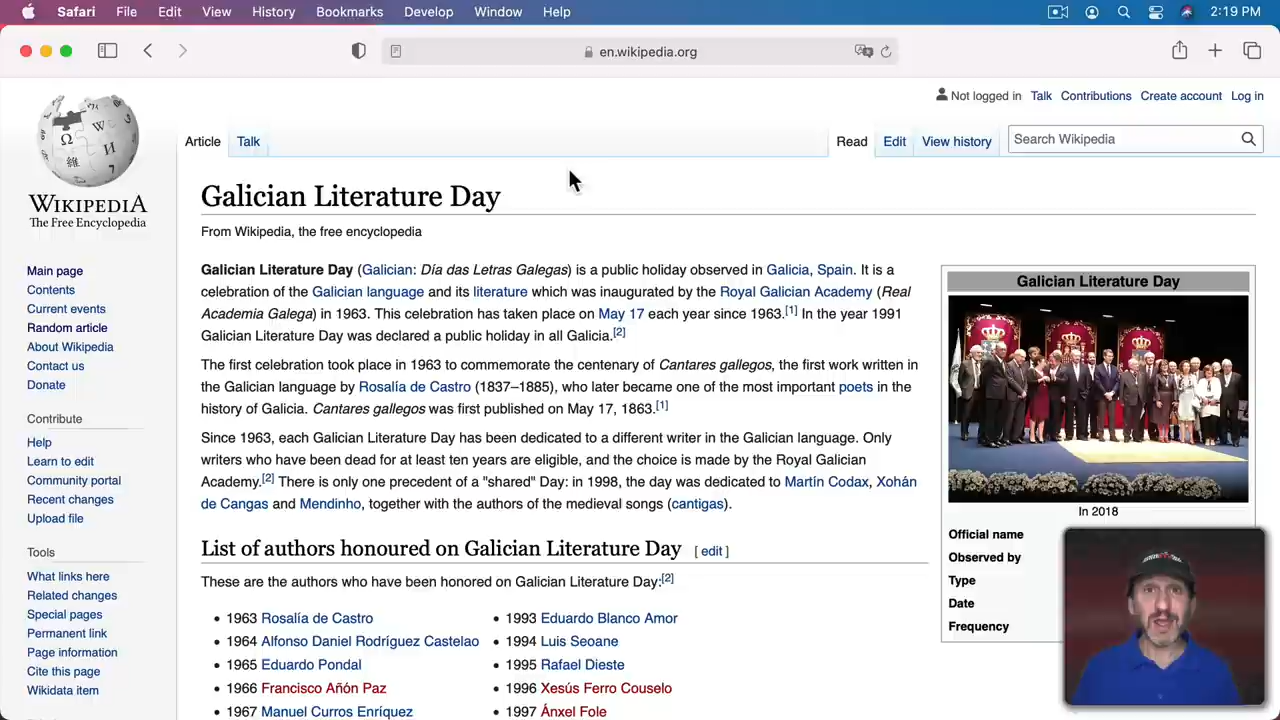 Safari File Edit View History Bookmarks Develop Window Help 2:19 PM
en.wikipedia.org
Not logged in Talk Contributions Create account Log in
Article Talk Read Edit View history Search Wikipedia
WIKIPEDIA
The Free Encyclopedia
Main page
Contents
Current events
Random article
About Wikipedia
Contact us
Donate
Contribute
Help
Learn to edit
Community portal
Recent changes
Upload file
Tools
What links here
Related changes
Special pages
Permanent link
Page information
Cite this page
Wikidata item
Galician Literature Day
From Wikipedia, the free encyclopedia
Galician Literature Day (Galician: Día das Letras Galegas) is a public holiday observed in Galicia, Spain. It is a
celebration of the Galician language and its literature which was inaugurated by the Royal Galician Academy (Real
Academia Galega) in 1963. This celebration has taken place on May 17 each year since 1963.[1] In the year 1991
Galician Literature Day was declared a public holiday in all Galicia.[2]
The first celebration took place in 1963 to commemorate the centenary of Cantares gallegos, the first work written in
the Galician language by Rosalía de Castro (1837–1885), who later became one of the most important poets in the
history of Galicia. Cantares gallegos was first published on May 17, 1863.[1]
Since 1963, each Galician Literature Day has been dedicated to a different writer in the Galician language. Only
writers who have been dead for at least ten years are eligible, and the choice is made by the Royal Galician
Academy.[2] There is only one precedent of a "shared" Day: in 1998, the day was dedicated to Martín Codax, Xohán
de Cangas and Mendinho, together with the authors of the medieval songs (cantigas).
List of authors honoured on Galician Literature Day [ edit ]
These are the authors who have been honored on Galician Literature Day:[2]
• 1963 Rosalía de Castro
• 1964 Alfonso Daniel Rodríguez Castelao
• 1965 Eduardo Pondal
• 1966 Francisco Añón Paz
• 1967 Manuel Curros Enríquez
• 1993 Eduardo Blanco Amor
• 1994 Luis Seoane
• 1995 Rafael Dieste
• 1996 Xesús Ferro Couselo
• 1997 Ánxel Fole
Galician Literature Day
In 2018
Official name
Observed by
Type
Date
Frequency